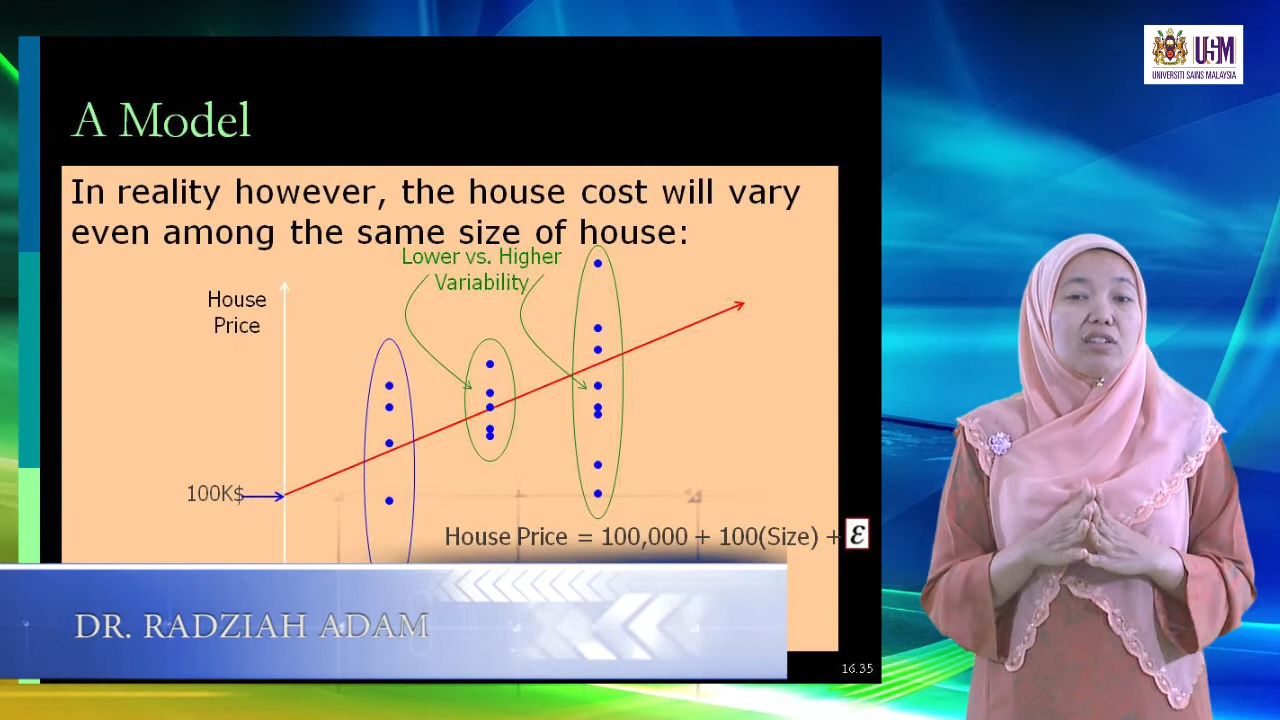 USM
UNIVERSITI SAINS MALAYSIA
A Model
In reality however, the house cost will vary
even among the same size of house:
Lower vs. Higher
Variability
House
Price
100K$
House Price = 100,000 + 100(Size) + ε
DR. RADZIAH ADAM
16.35